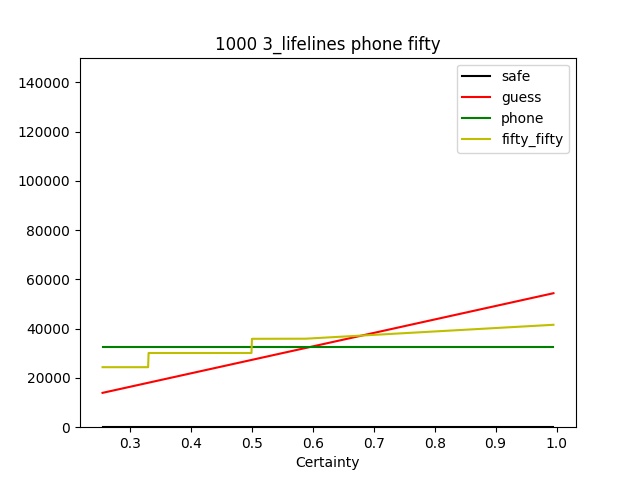 1000 3_lifelines phone fifty
140000
120000
100000
80000
60000
40000
20000
0
safe
guess
phone
fifty_fifty
0.3 0.4 0.5 0.6 0.7 0.8 0.9 1.0
Certainty